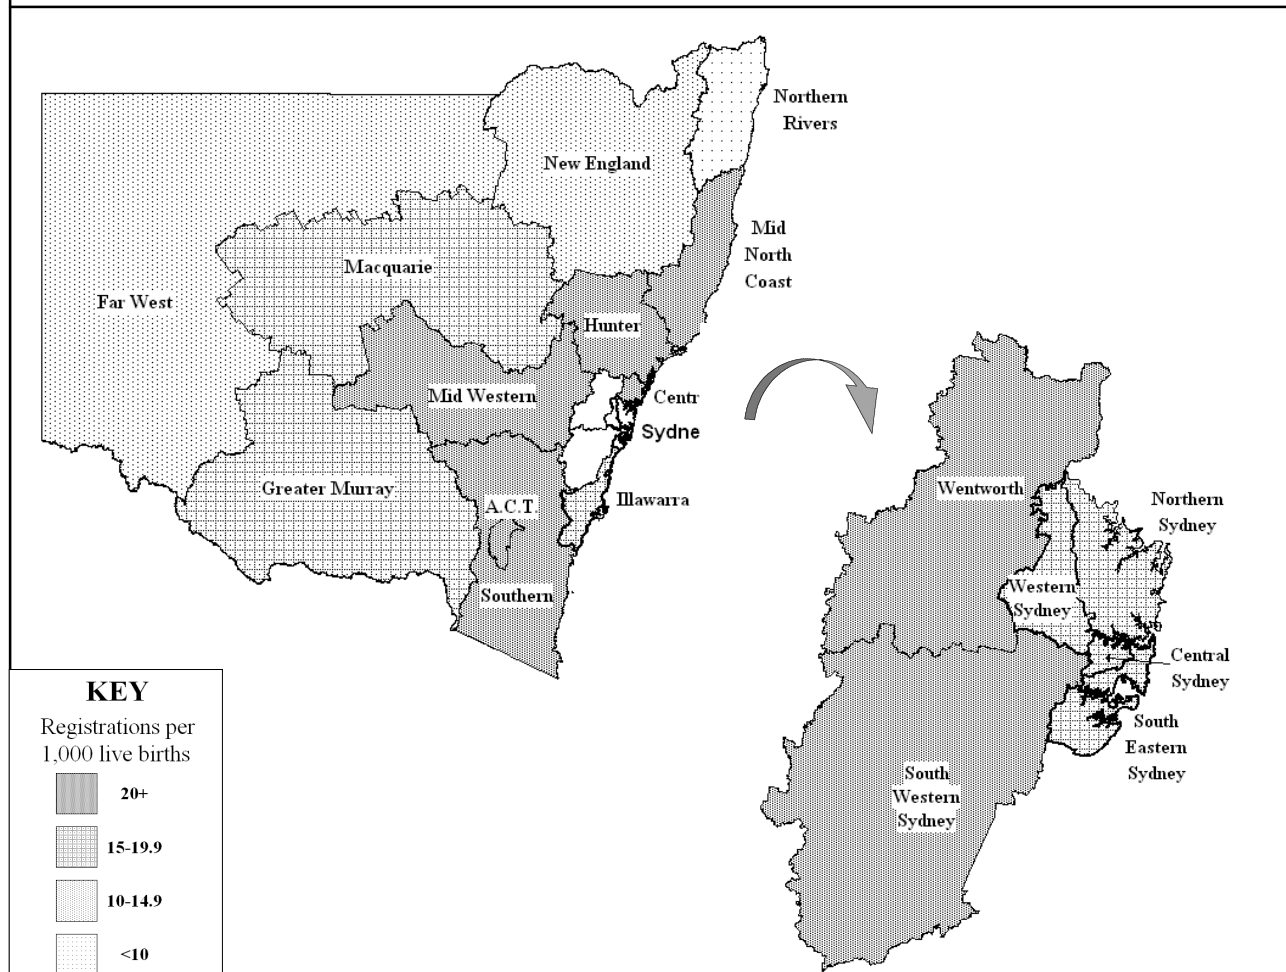 Northern
Rivers
New England
Mid
North
Coast
Macquarie
Far West
Hunter
Mid Western
Centr
Sydne
Greater Murray
A.C.T.
Illawarra
Southern
Wentworth
Northern
Sydney
Western
Sydney
Central
Sydney
South
Eastern
Sydney
South
Western
Sydney
KEY
Registrations per
1,000 live births
20+
15-19.9
10-14.9
<10